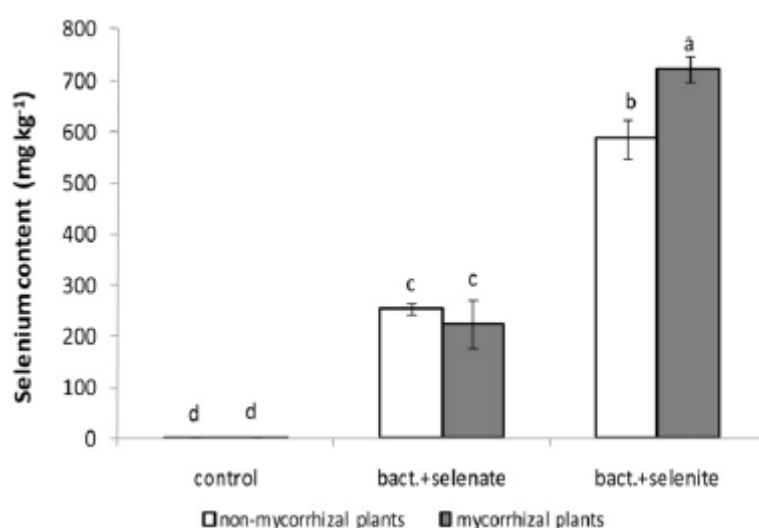 Selenium content (mg kg⁻¹)
800
700
600
500
400
300
200
100
0
d d
c c
b a
control bact.+selenate bact.+selenite
non-mycorrhizal plants mycorrhizal plants